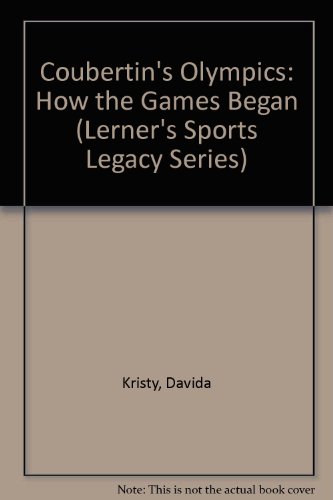 Coubertin's Olympics:
How the Games Began
(Lerner's Sports
Legacy Series)
Kristy, Davida
Note: This is not the actual book cover